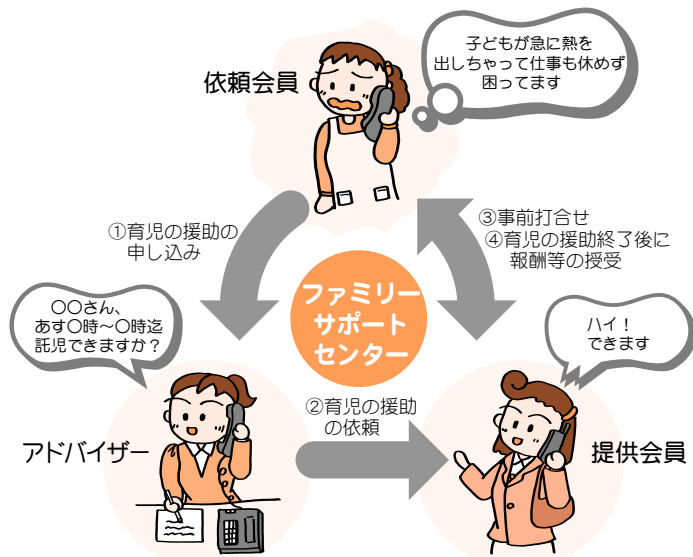 子どもが急に熱を
出しちゃって仕事も休めず
困ってます
依頼会員
①育児の援助の
申し込み
③事前打合せ
④育児の援助終了後に
報酬等の授受
ファミリー
サポート
センター
〇〇さん、
あす〇時～〇時迄
託児できますか？
ハイ！
できます
②育児の援助
の依頼
アドバイザー
提供会員